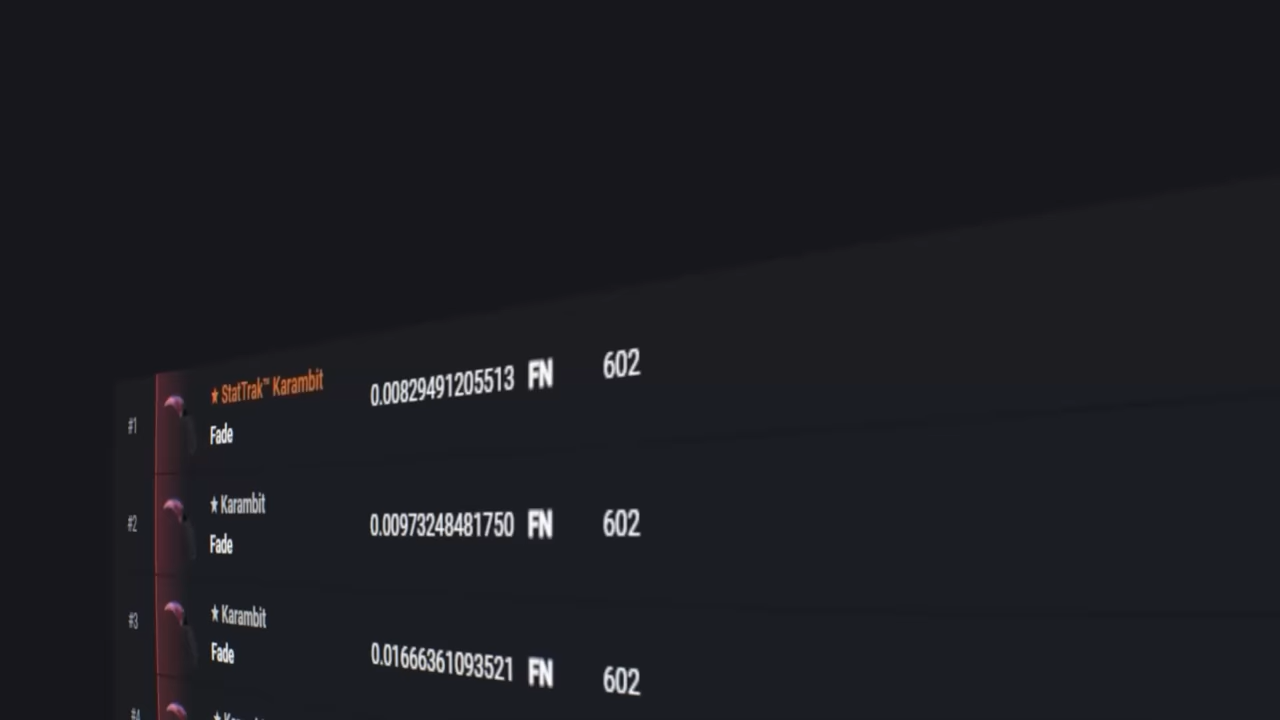 #1
★ StatTrak™ Karambit
Fade
0.00829491205513 FN 602
#2
★ Karambit
Fade
0.00973248481750 FN 602
#3
★ Karambit
Fade
0.01666361093521 FN 602
#4